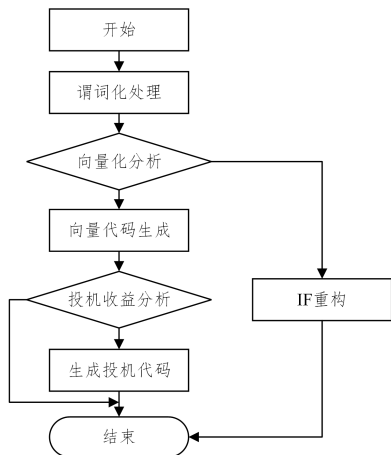 开始
谓词化处理
向量化分析
向量代码生成
投机收益分析
IF重构
生成投机代码
结束